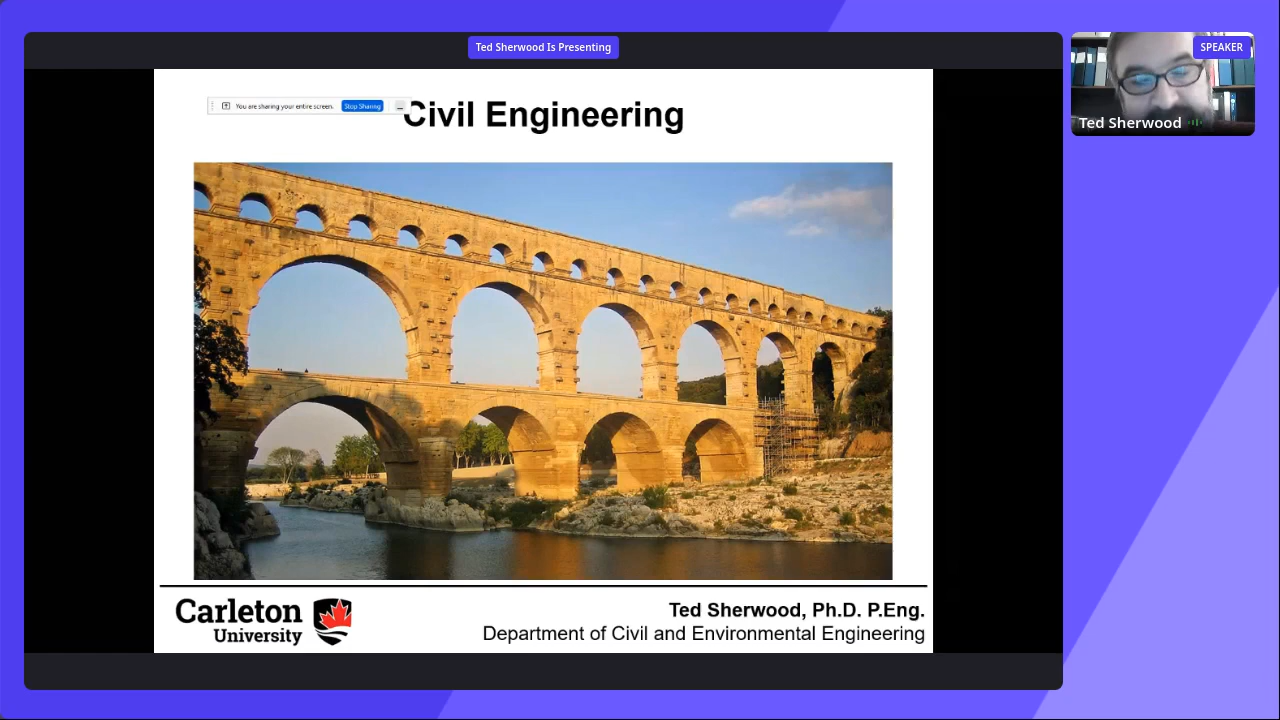 Ted Sherwood Is Presenting
SPEAKER
Ted Sherwood
You are sharing your entire screen.
Stop Sharing
Civil Engineering
Carleton
University
Ted Sherwood, Ph.D. P.Eng.
Department of Civil and Environmental Engineering